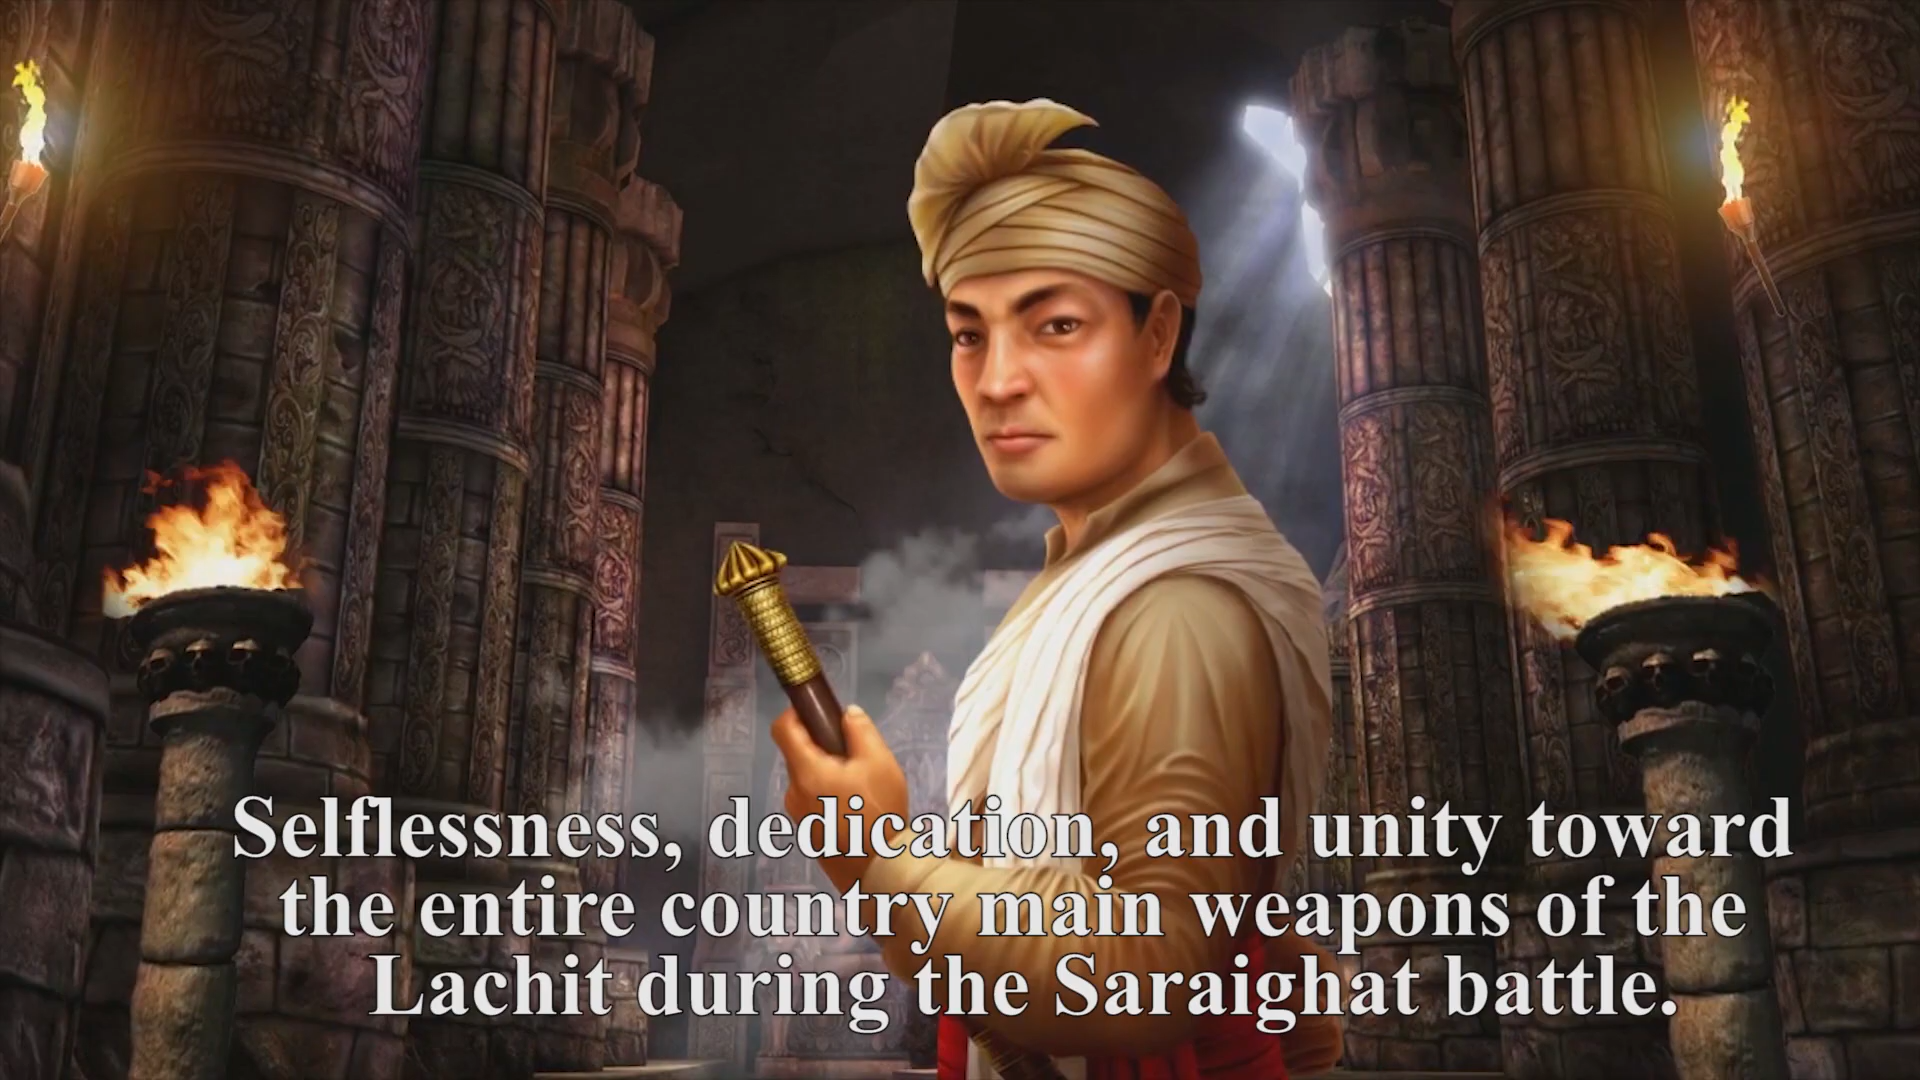 Selflessness, dedication, and unity toward
the entire country main weapons of the
Lachit during the Saraighat battle.